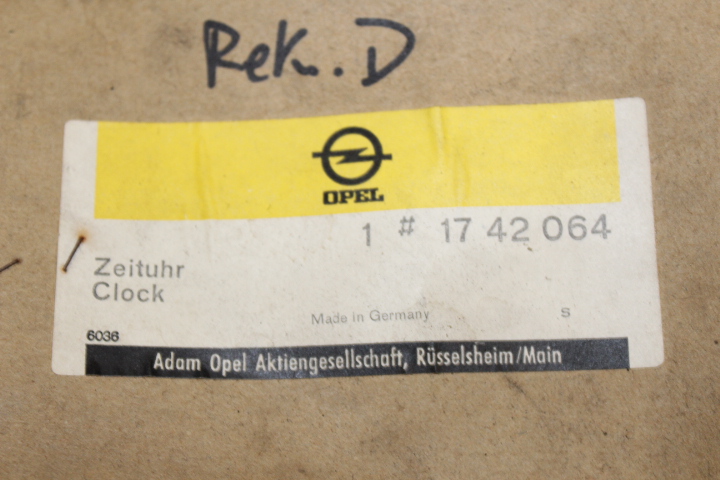 Rek. D
OPEL
1 # 17 42 064
Zeituhr
Clock
Made in Germany S
6036
Adam Opel Aktiengesellschaft, Rüsselsheim/Main